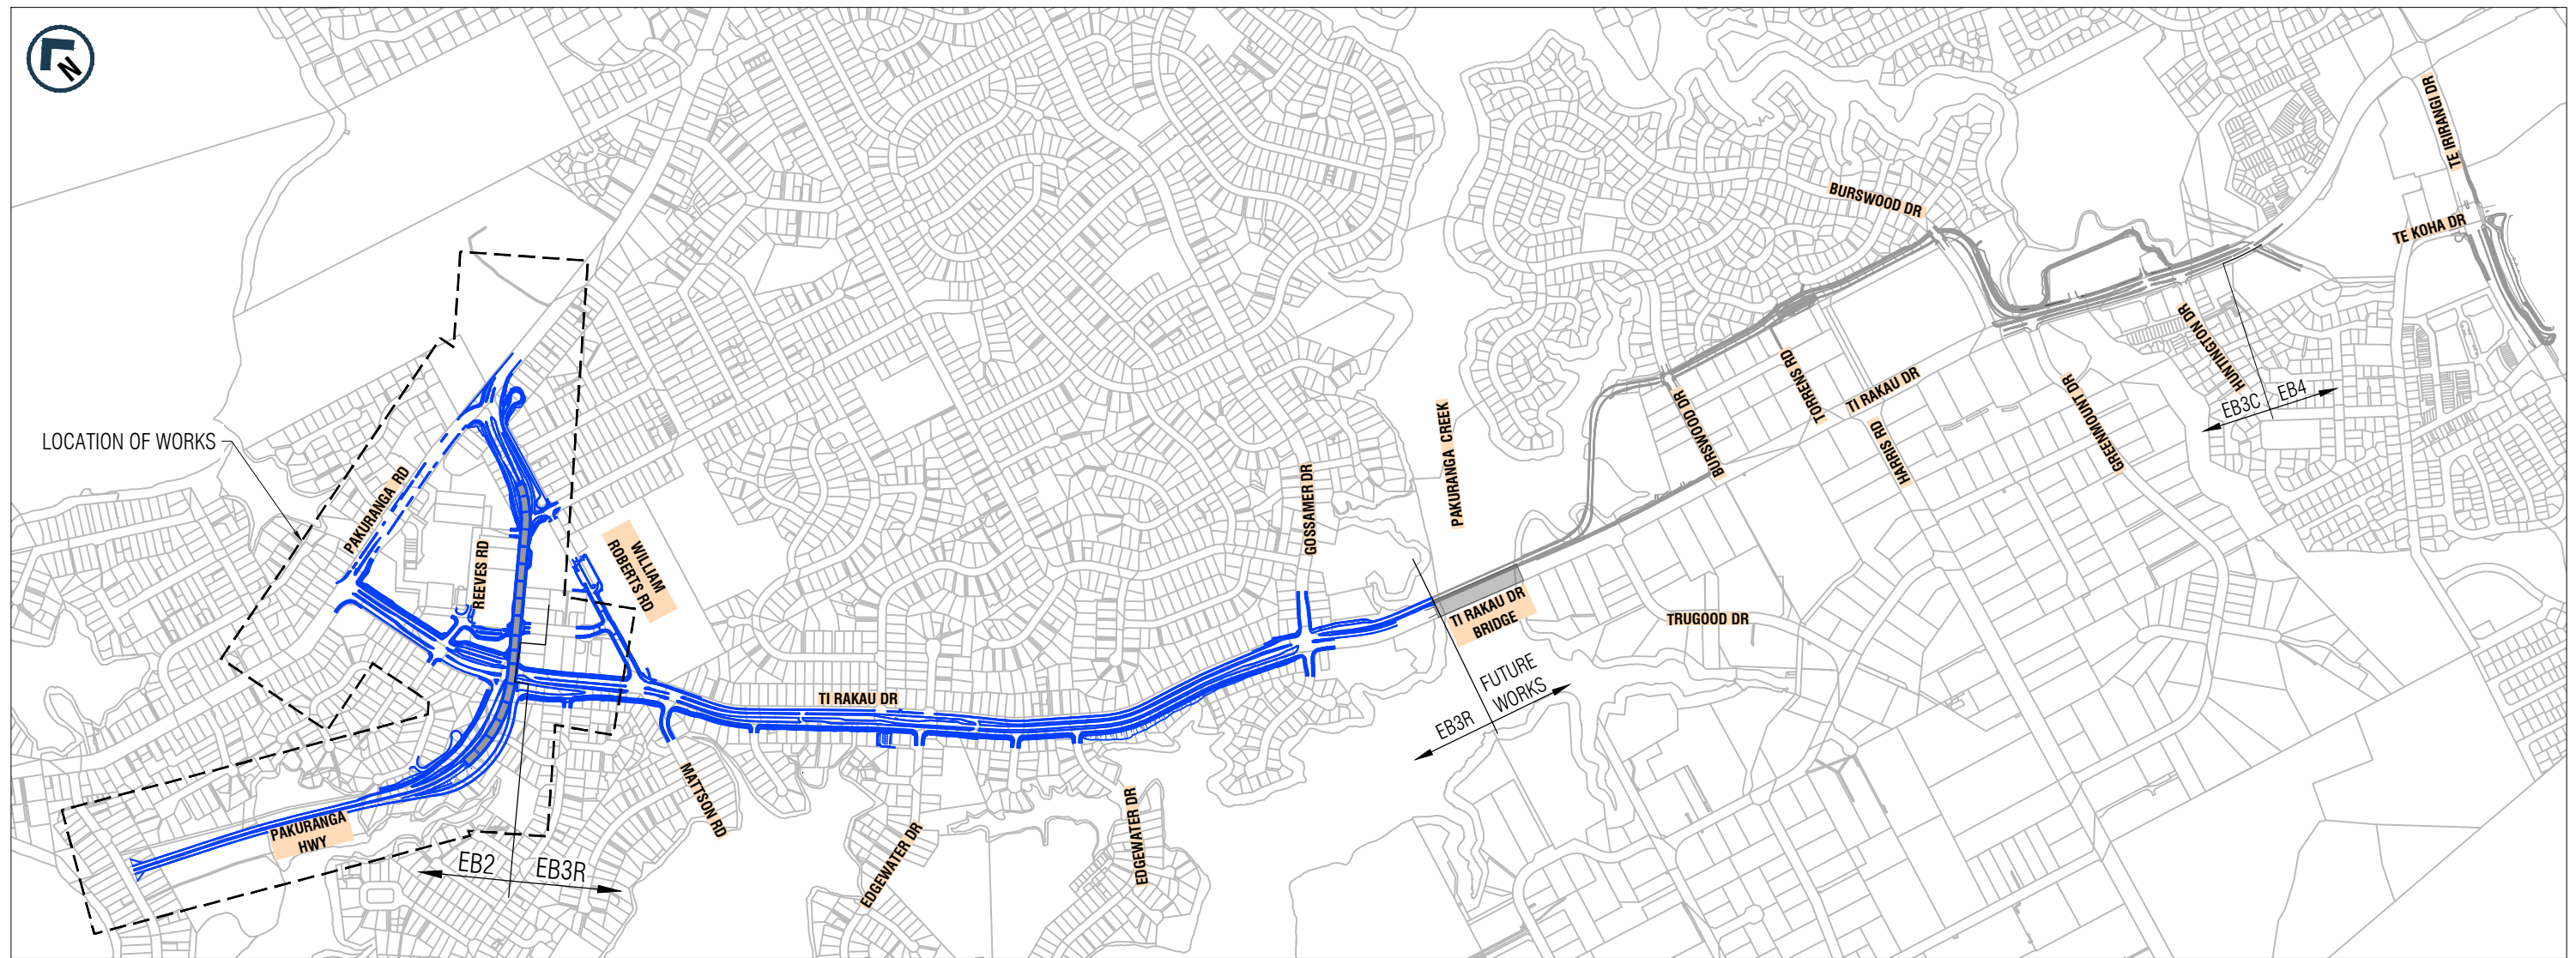 N
TE IRIRANGI DR
BURSWOOD DR
TE KOHA DR
HUNTINGTON DR
EB3C
EB4
LOCATION OF WORKS
PAKURANGA RD
REEVES RD
WILLIAM
ROBERTS RD
GOSSAMER DR
PAKURANGA CREEK
BURSWOOD DR
TORRENS RD
TI RAKAU DR
HARRIS RD
GREENMOUNT DR
TI RAKAU DR
BRIDGE
TRUGOOD DR
FUTURE
WORKS
EB3R
TI RAKAU DR
MATTSON RD
EDGEWATER DR
EDGEWATER DR
PAKURANGA
HWY
EB2
EB3R